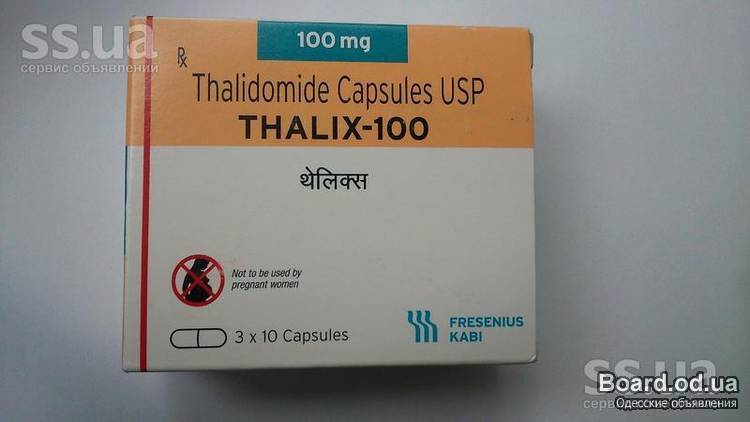 ss.ua
сервис объявлений
100 mg
Rx
Thalidomide Capsules USP
THALIX-100
थेलिक्स
Not to be used by
pregnant women
3 x 10 Capsules
FRESENIUS
KABI
ss.ua
Board.od.ua
Одесские объявления